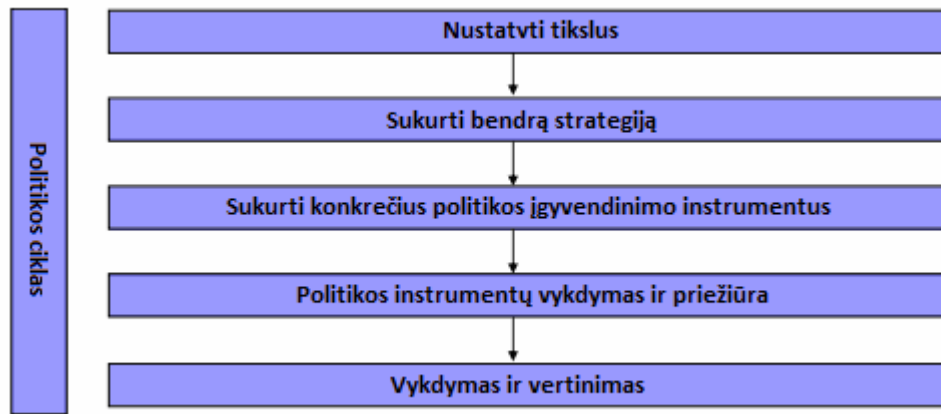 Politikos ciklas
Nustatvti tikslus
Sukurti bendrą strategiją
Sukurti konkrečius politikos įgyvendinimo instrumentus
Politikos instrumentų vykdymas ir priežiūra
Vykdymas ir vertinimas